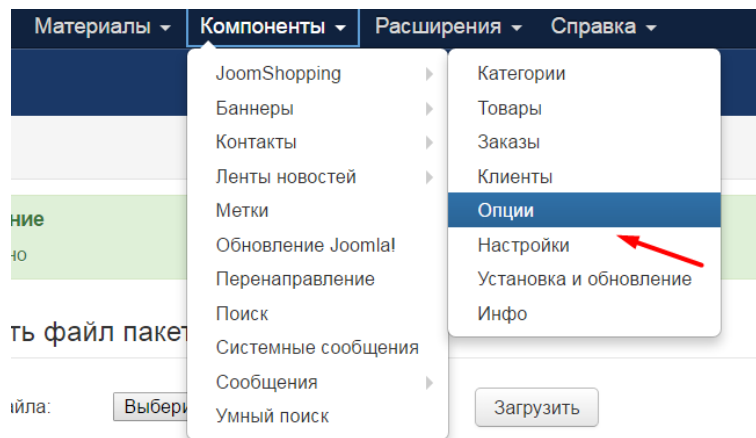 Материалы Компоненты Расширения Справка
JoomShopping
Баннеры
Контакты
Ленты новостей
Метки
Обновление Joomla!
Перенаправление
Поиск
Системные сообщения
Сообщения
Умный поиск
Категории
Товары
Заказы
Клиенты
Опции
Настройки
Установка и обновление
Инфо
ние
но
ть файл пакет
йла: Выбери Загрузить